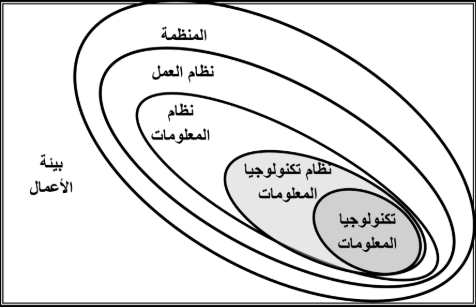 المنظمة
نظام العمل
نظام
المعلومات
بيئة
الأعمال
نظام تكنولوجيا
المعلومات
تكنولوجيا
المعلومات